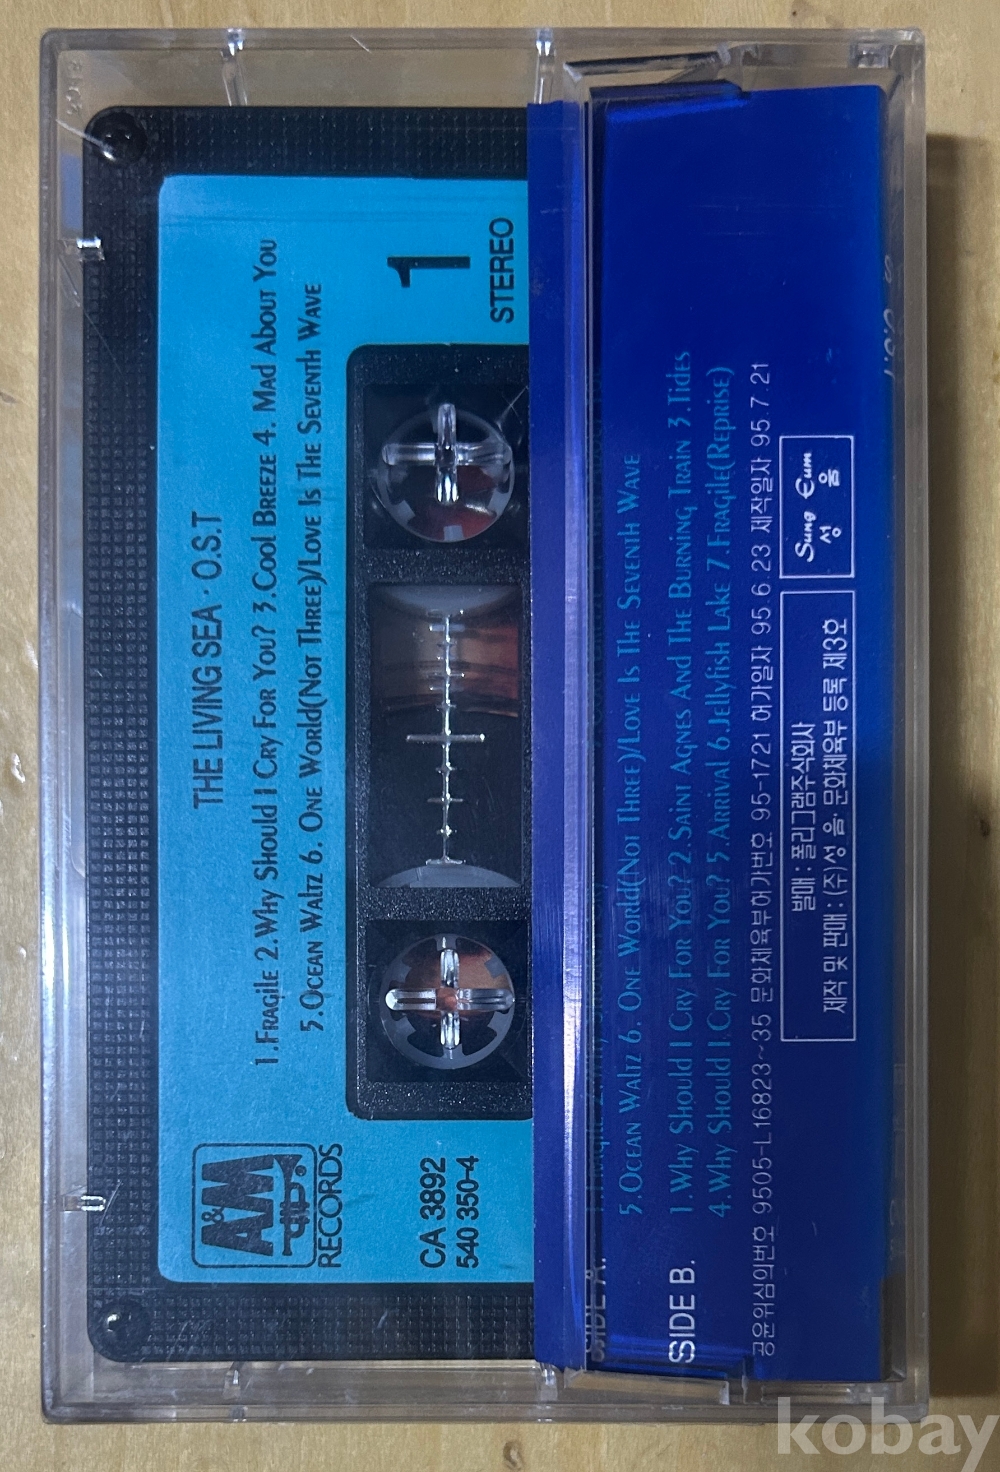 THE LIVING SEA · O.S.T
1.Fragile 2.Why Should I Cry For You? 3.Cool Breeze 4. Mad About You
5.Ocean Waltz 6. One World(Not Three)/Love Is The Seventh Wave
1
STEREO
A&M
RECORDS
CA 3892
540 350-4
SIDE A.
5.Ocean Waltz 6. One World(Not Three)/Love Is The Seventh Wave
SIDE B.
1.Why Should I Cry For You? 2.Saint Agnes And The Burning Train 3.Tides
4.Why Should I Cry For You? 5.Arrival 6.Jellyfish Lake 7.Fragile(Reprise)
공윤위심의번호 9505-L16823~35 문화체육부허가번호 95-1721 허가일자 95 6 23 제작일자 95.7.21
발매 : 폴리그램주식회사
제작 및 판매 : (주)성 음 문화체육부 등록 제3호
Sung Eum
성 음
kobay